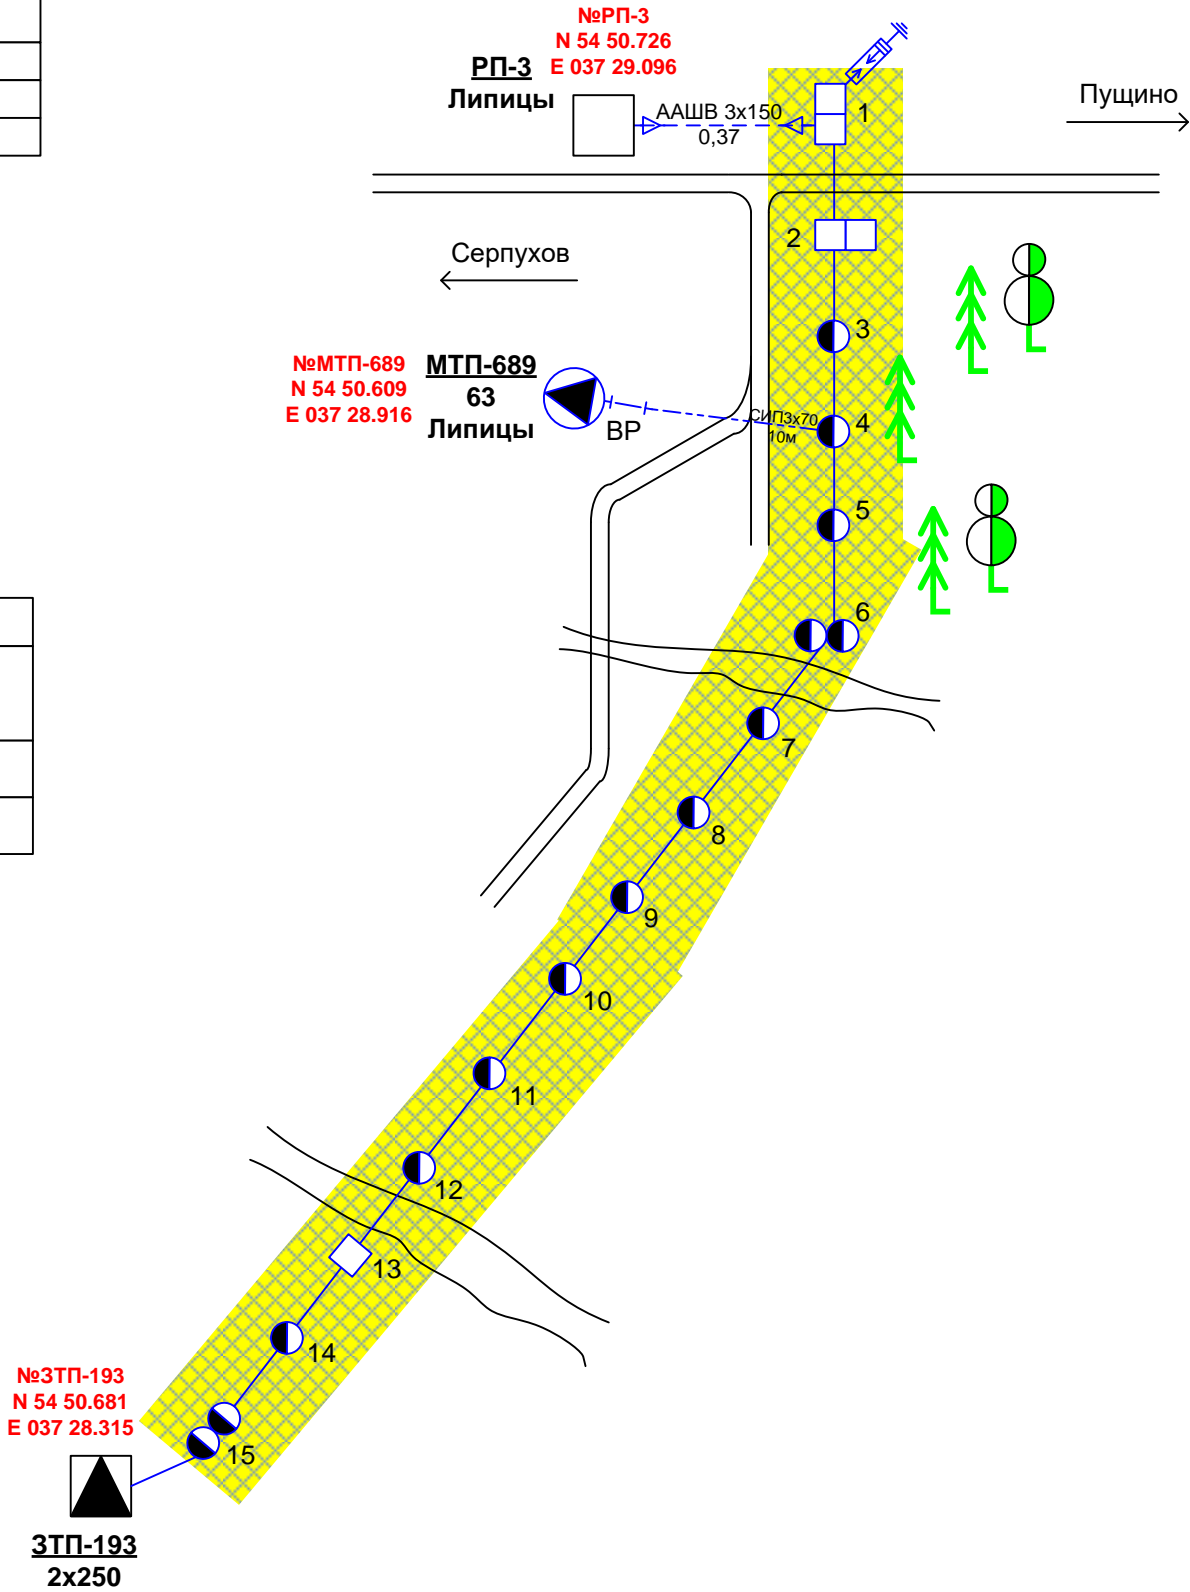 №РП-3
N 54 50.726
E 037 29.096
РП-3
Липицы
ААШВ 3х150
0,37
1
Пущино
2
Серпухов
3
№МТП-689
N 54 50.609
E 037 28.916
МТП-689
63
Липицы
ВР
СИП3х70
10м
4
5
6
7
8
9
10
11
12
13
14
№ЗТП-193
N 54 50.681
E 037 28.315
15
ЗТП-193
2х250